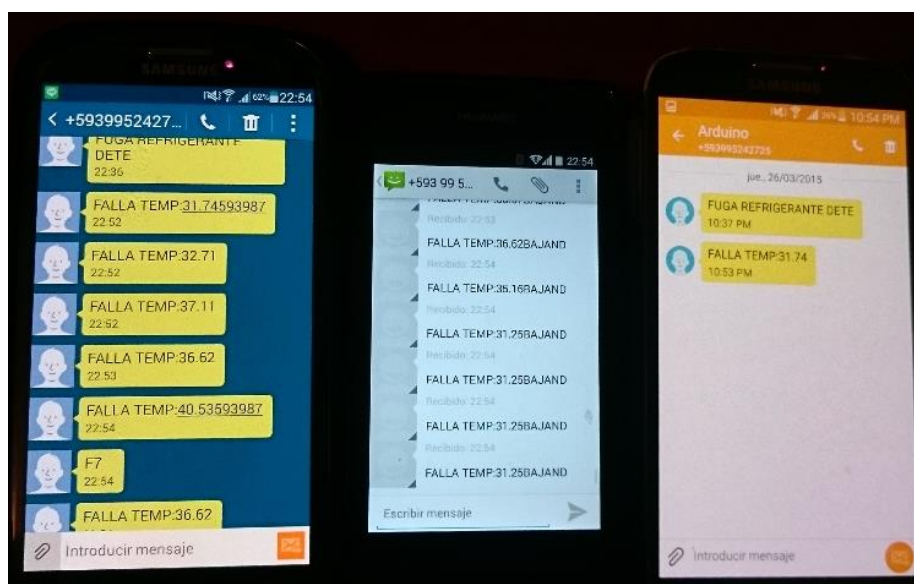 SAMSUNG
62% 22:54
+5939952427...
FUGA REFRIGERANTE
DETE
22:36
FALLA TEMP:31.74593987
22:52
FALLA TEMP:32.71
22:52
FALLA TEMP:37.11
22:52
FALLA TEMP:36.62
22:53
FALLA TEMP:40.53593987
22:54
F7
22:54
FALLA TEMP:36.62
Introducir mensaje
22:54
+593 99 5...
Recibido: 22:53
FALLA TEMP:36.62BAJAND
Recibido: 22:54
FALLA TEMP:35.16BAJAND
Recibido: 22:54
FALLA TEMP:31.25BAJAND
Recibido: 22:54
FALLA TEMP:31.25BAJAND
Recibido: 22:54
FALLA TEMP:31.25BAJAND
Recibido: 22:54
FALLA TEMP:31.25BAJAND
Escribir mensaje
SAMSUNG
10:54 PM
Arduino
+593995242725
jue., 26/03/2015
FUGA REFRIGERANTE DETE
10:37 PM
FALLA TEMP:31.74
10:53 PM
Introducir mensaje